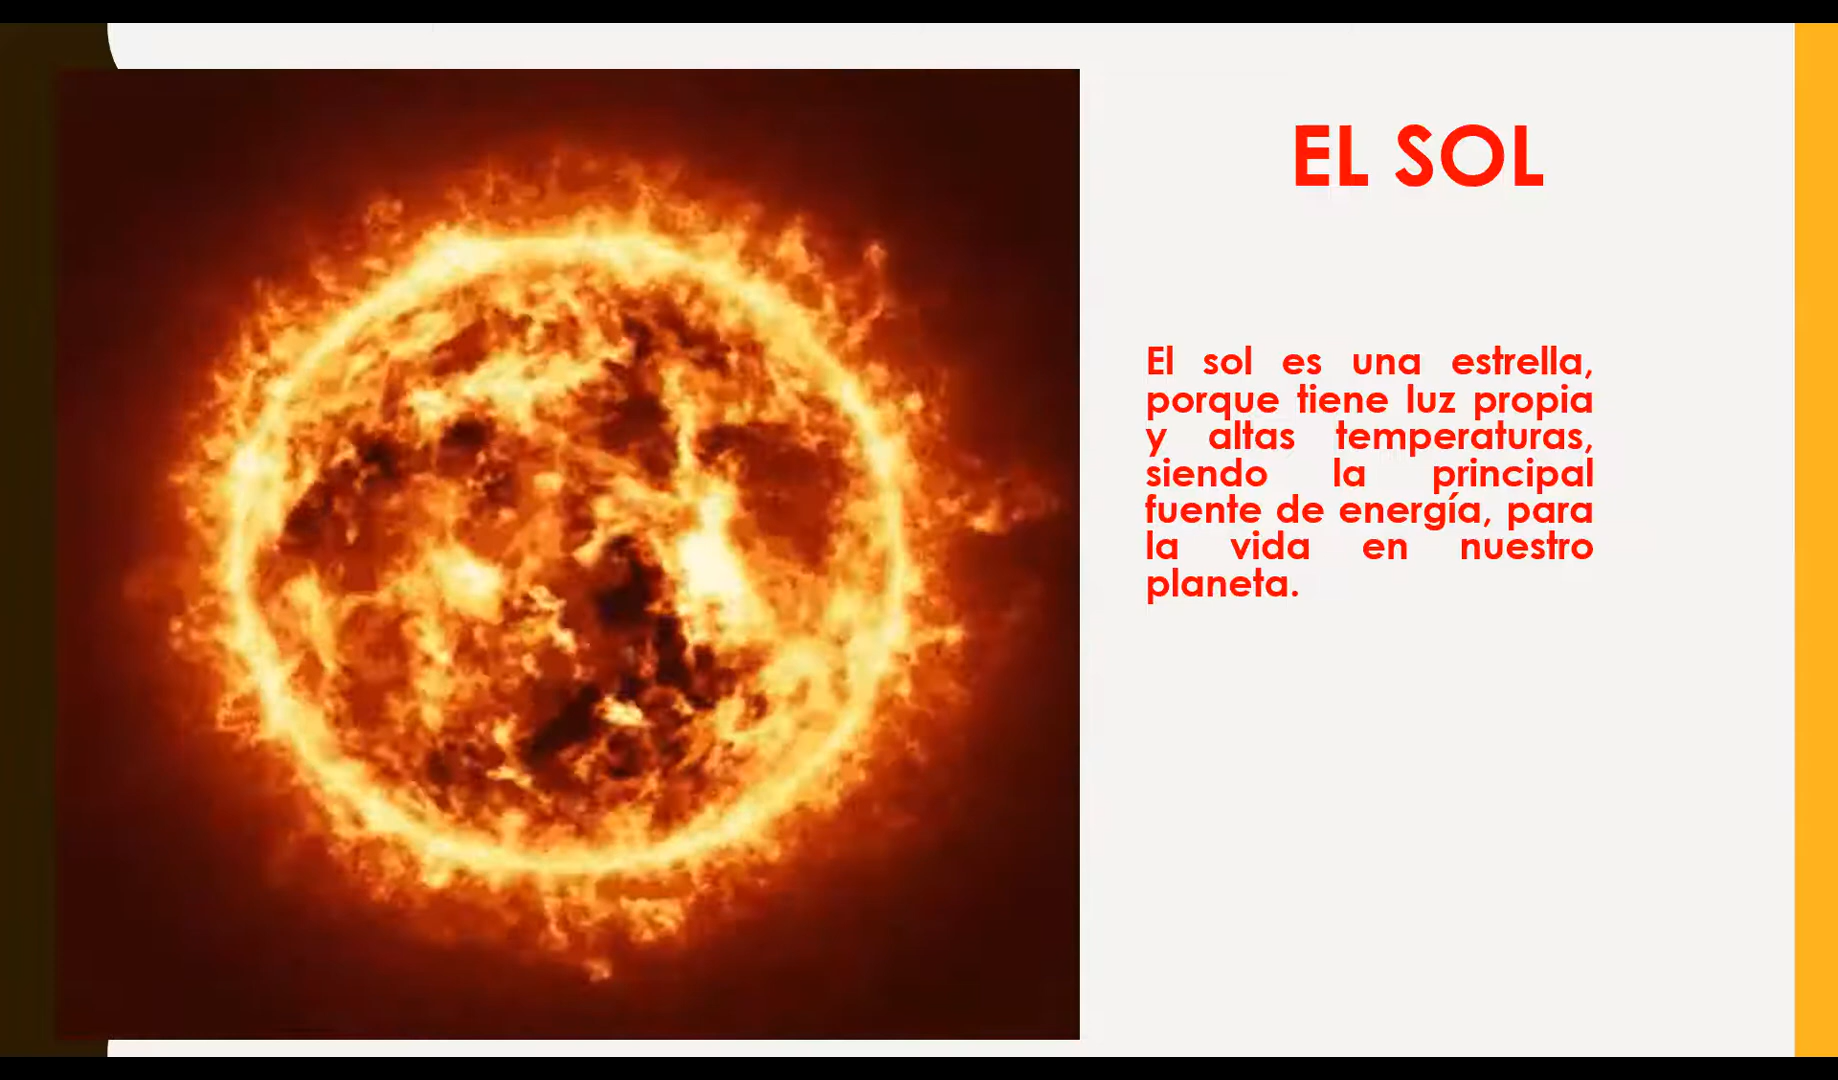 EL SOL
El sol es una estrella,
porque tiene luz propia
y altas temperaturas,
siendo la principal
fuente de energía, para
la vida en nuestro
planeta.